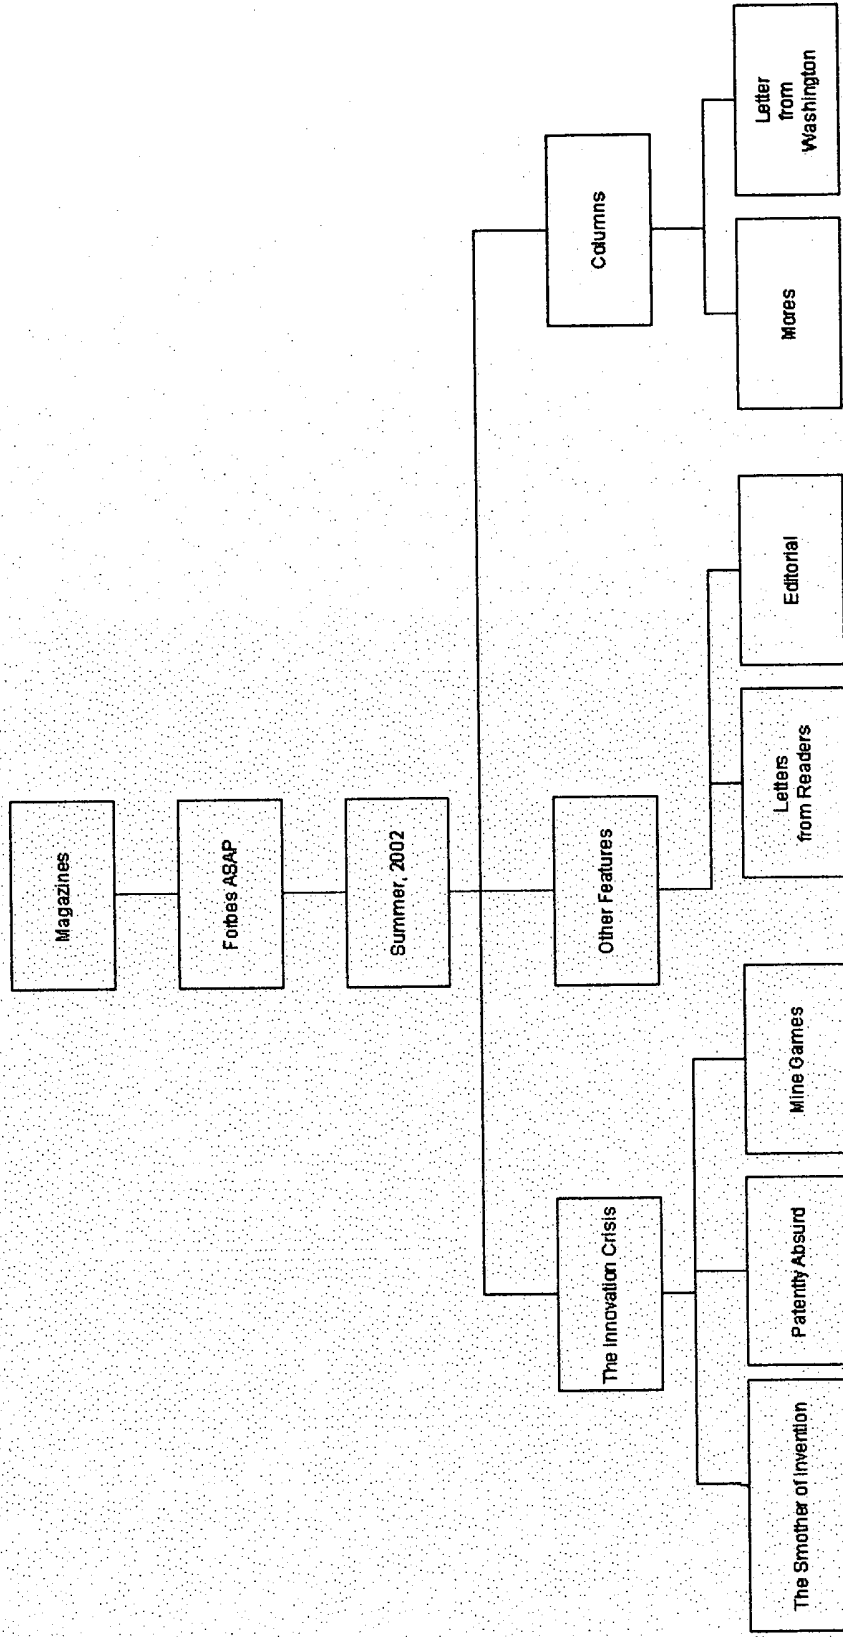 Magazines
Forbes ASAP
Summer, 2002
The Innovation Crisis
Other Features
Columns
The Smother of Invention
Patently Absurd
Mine Games
Letters
from Readers
Editorial
Mores
Letter
from
Washington